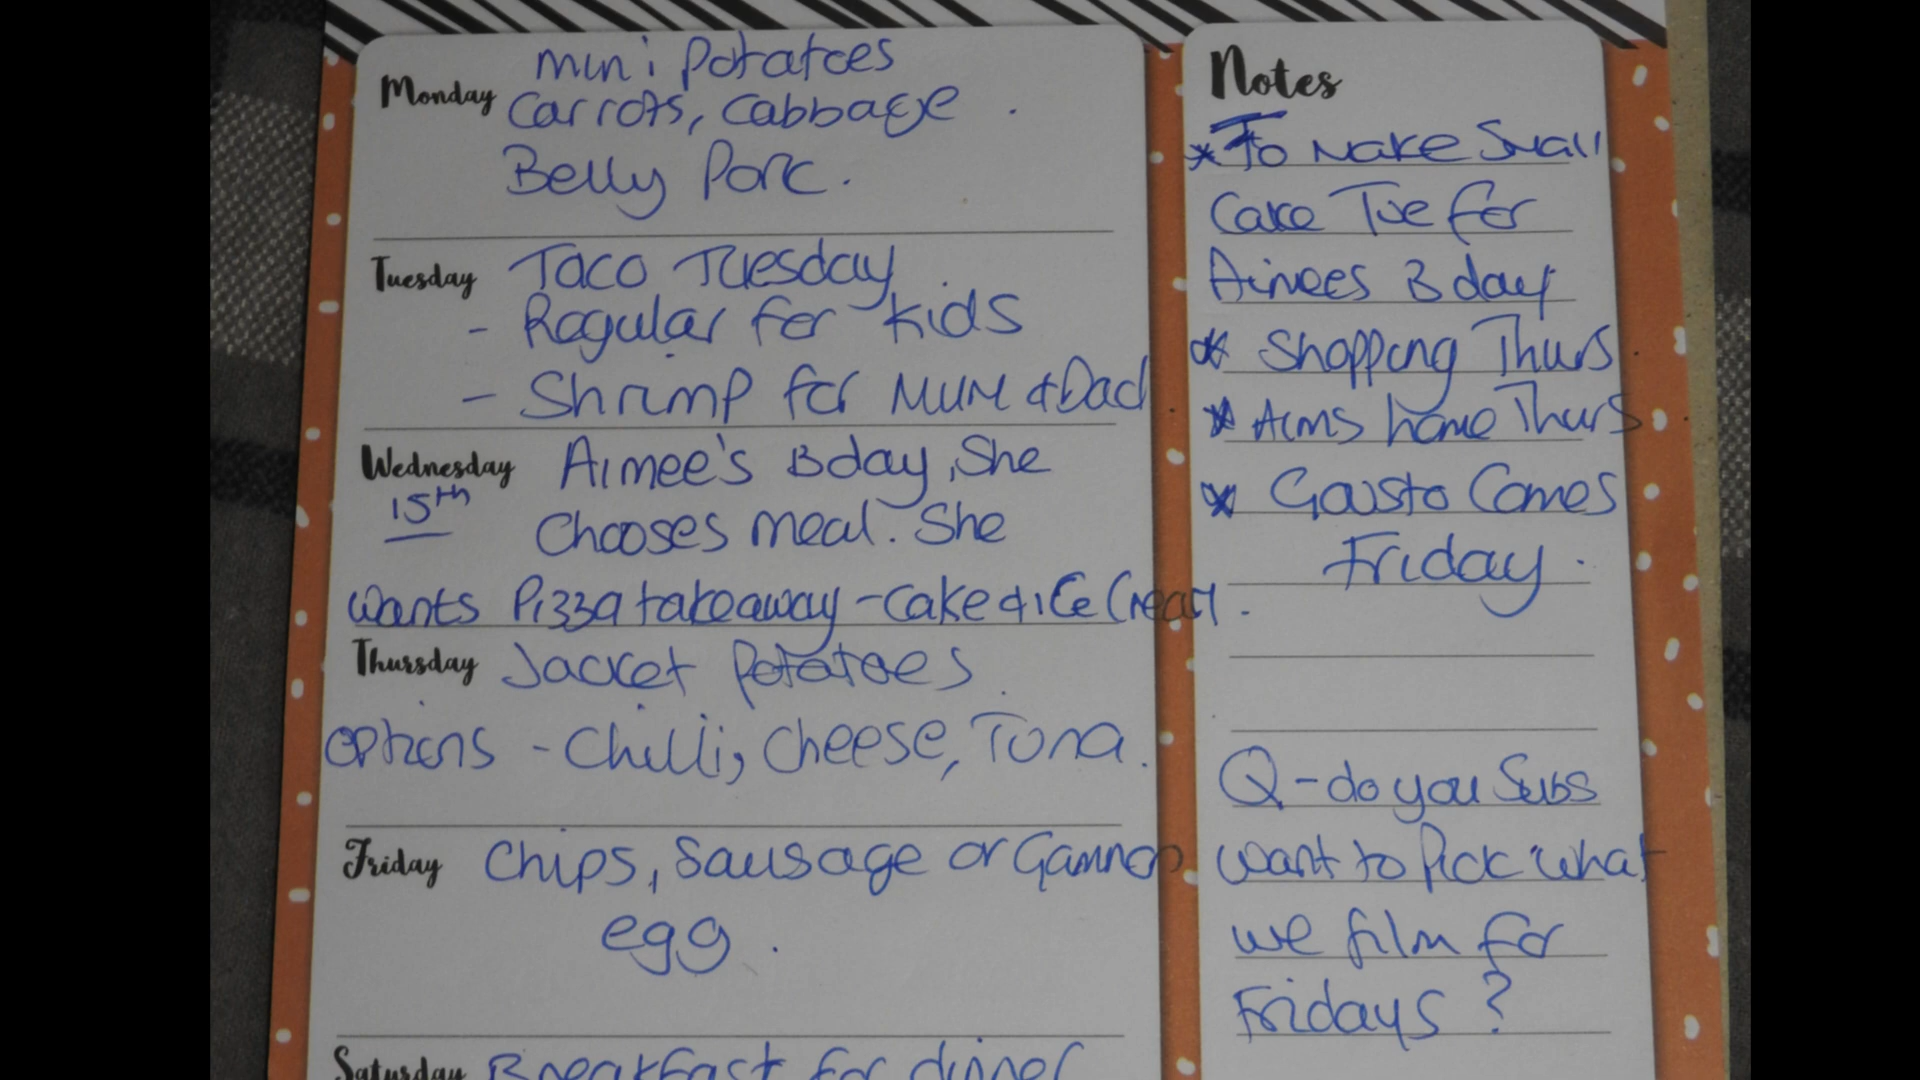 Monday
mini potatoes
carrots, cabbage
Belly Pork.
Tuesday
Taco Tuesday
- Regular for kids
- Shrimp for Mum & Dad
Wednesday
15th
Aimee's Bday, She
chooses meal. She
wants Pizza takeaway - cake & ice cream.
Thursday
Jacket potatoes
options - Chilli, cheese, Tuna.
Friday
Chips, Sausage or Gammon
egg.
Saturday
Breakfast for dinner
Notes
* To Make Small
Cake Tue for
Aimees B day
* Shopping Thurs
* Aims home Thurs
* Gousto Comes
Friday.
Q - do you Subs
want to Pick what
we film for
Fridays?